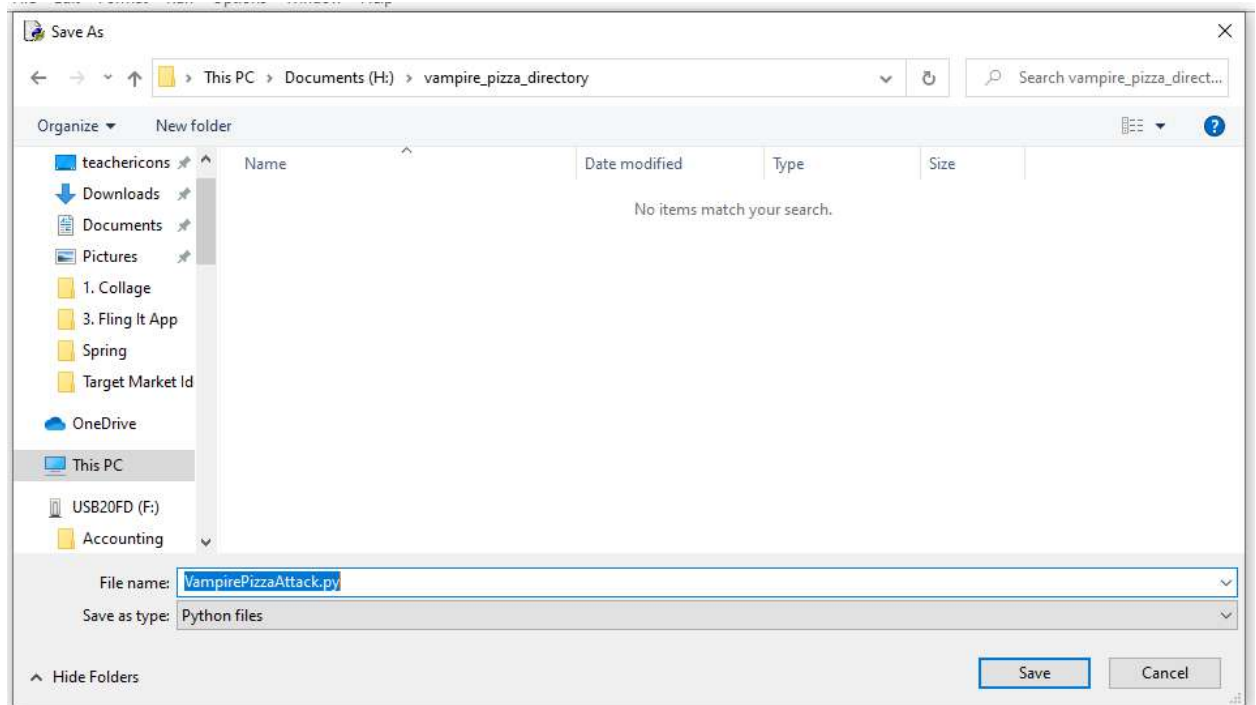 Save As
This PC > Documents (H:) > vampire_pizza_directory
Search vampire_pizza_direct...
Organize
New folder
Name
Date modified
Type
Size
No items match your search.
teachericons
Downloads
Documents
Pictures
1. Collage
3. Fling It App
Spring
Target Market Id
OneDrive
This PC
USB20FD (F:)
Accounting
File name: VampirePizzaAttack.py
Save as type: Python files
Hide Folders
Save
Cancel